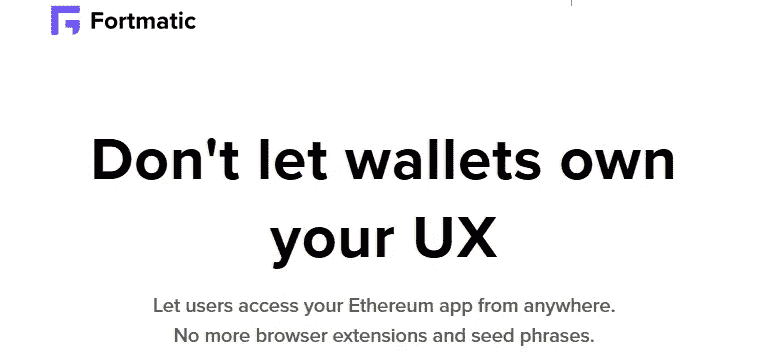 Fortmatic
Don't let wallets own
your UX
Let users access your Ethereum app from anywhere.
No more browser extensions and seed phrases.